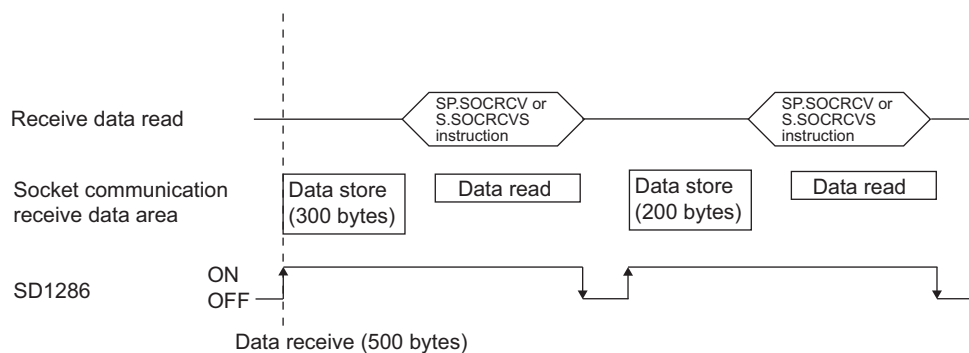 SP.SOCRCV or
S.SOCRCVS
instruction
SP.SOCRCV or
S.SOCRCVS
instruction
Receive data read
Socket communication
receive data area
Data store
(300 bytes)
Data read
Data store
(200 bytes)
Data read
SD1286
ON
OFF
Data receive (500 bytes)